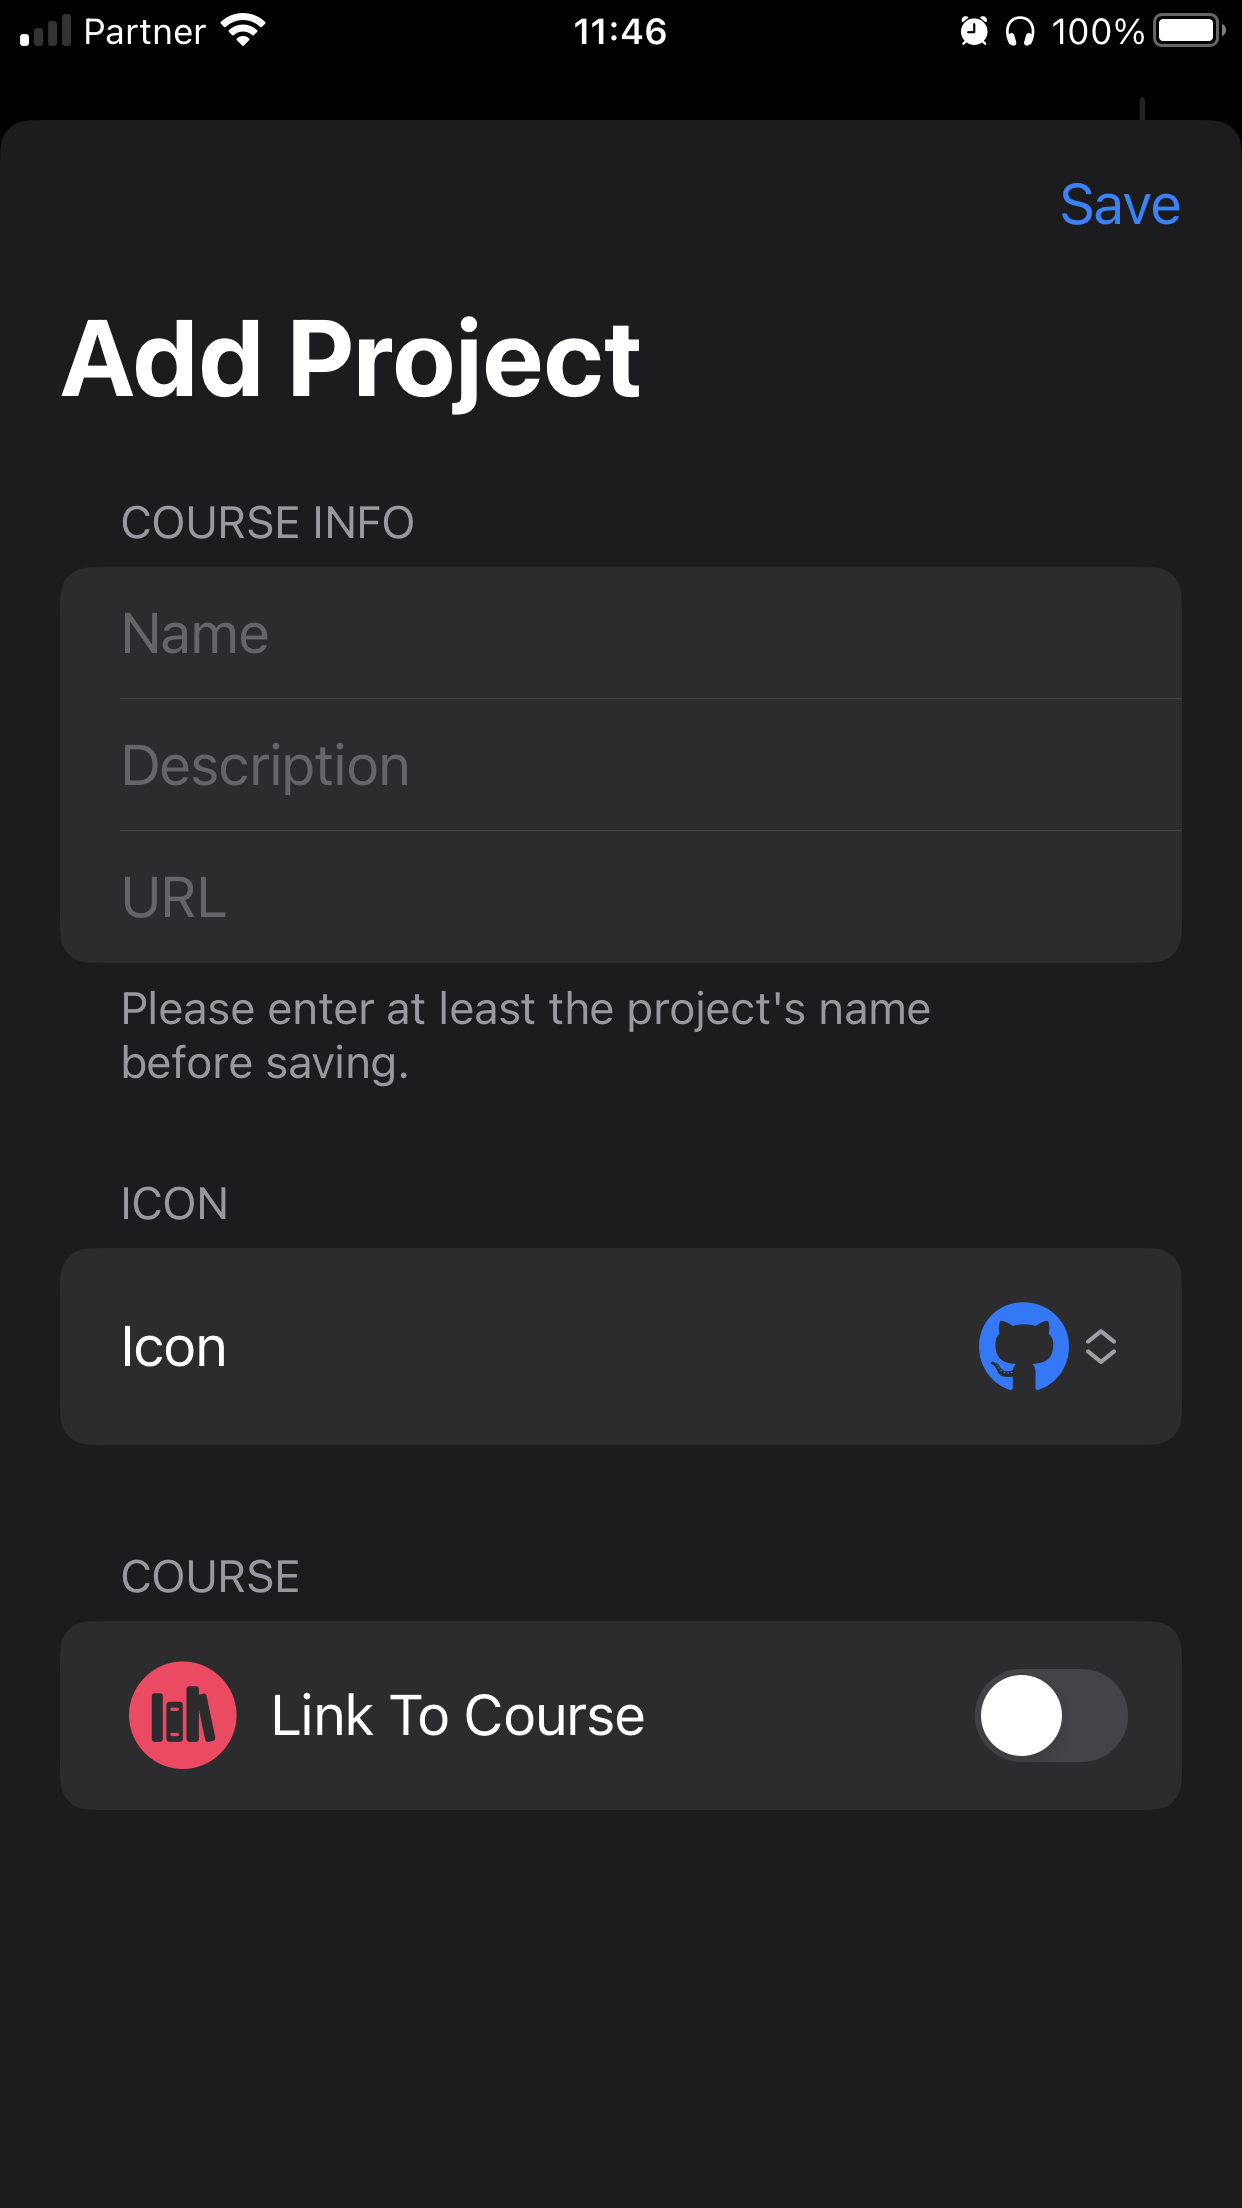 Partner
11:46
100%
Save
Add Project
COURSE INFO
Name
Description
URL
Please enter at least the project's name
before saving.
ICON
Icon
COURSE
Link To Course